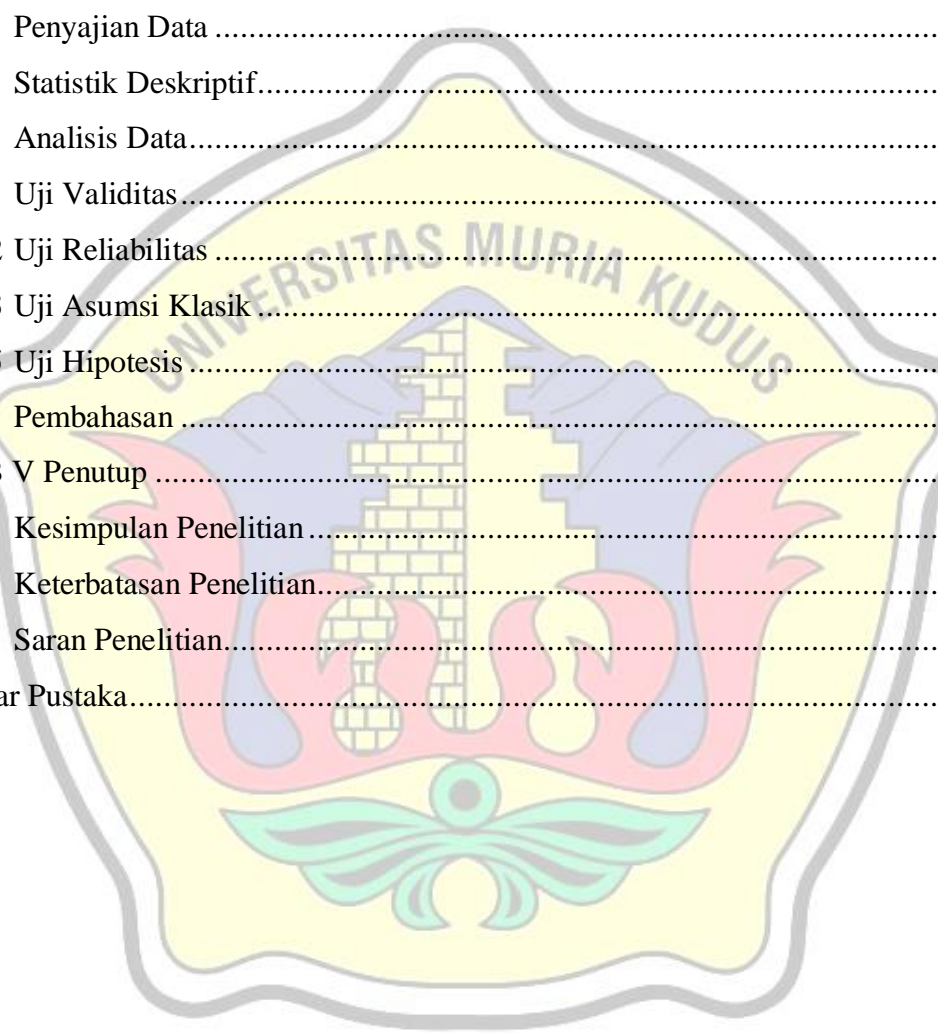 Penyajian Data ........................................................................
Statistik Deskriptif..................................................................
Analisis Data............................................................................
Uji Validitas.............................................................................
Uji Reliabilitas ........................................................................
Uji Asumsi Klasik ...................................................................
Uji Hipotesis ............................................................................
Pembahasan .............................................................................
V Penutup .................................................................................
Kesimpulan Penelitian ............................................................
Keterbatasan Penelitian...........................................................
Saran Penelitian.......................................................................
ar Pustaka.................................................................................
UNIVERSITAS MURIA KUDUS